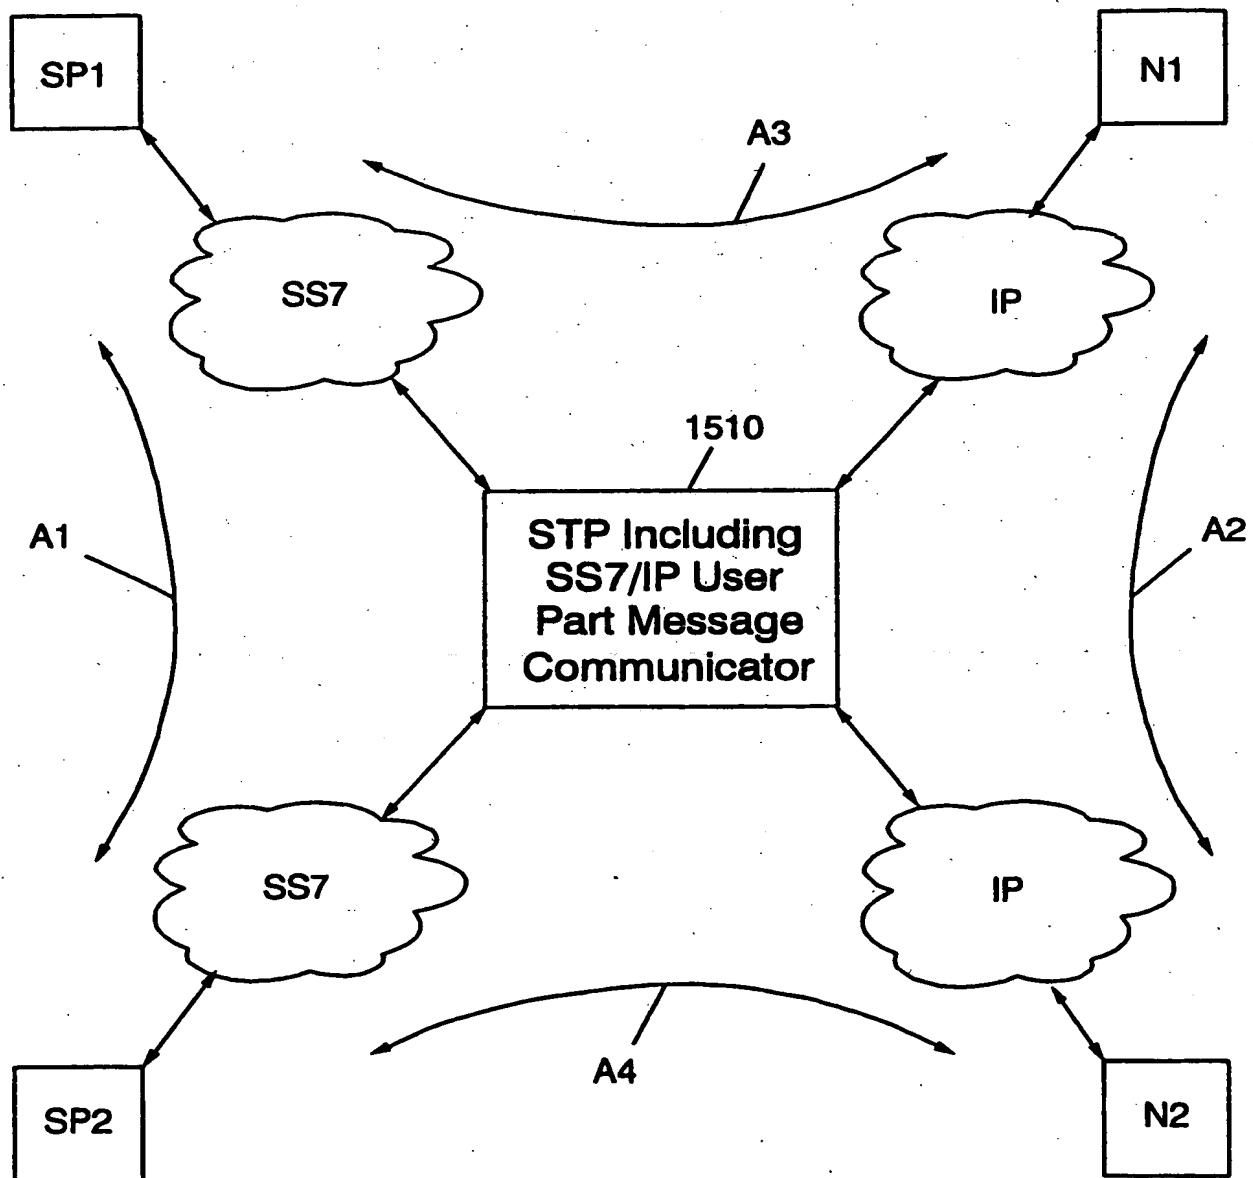 SP1
N1
A3
SS7
IP
1510
A1
STP Including
SS7/IP User
Part Message
Communicator
A2
SS7
IP
A4
SP2
N2